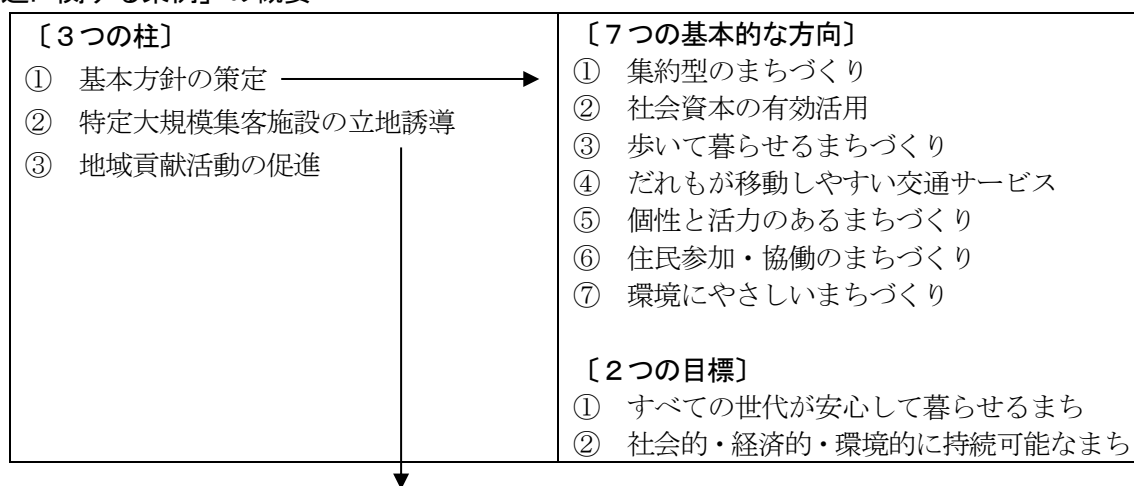 〔３つの柱〕
① 基本方針の策定
② 特定大規模集客施設の立地誘導
③ 地域貢献活動の促進
〔７つの基本的な方向〕
① 集約型のまちづくり
② 社会資本の有効活用
③ 歩いて暮らせるまちづくり
④ だれもが移動しやすい交通サービス
⑤ 個性と活力のあるまちづくり
⑥ 住民参加・協働のまちづくり
⑦ 環境にやさしいまちづくり
〔２つの目標〕
① すべての世代が安心して暮らせるまち
② 社会的・経済的・環境的に持続可能なまち